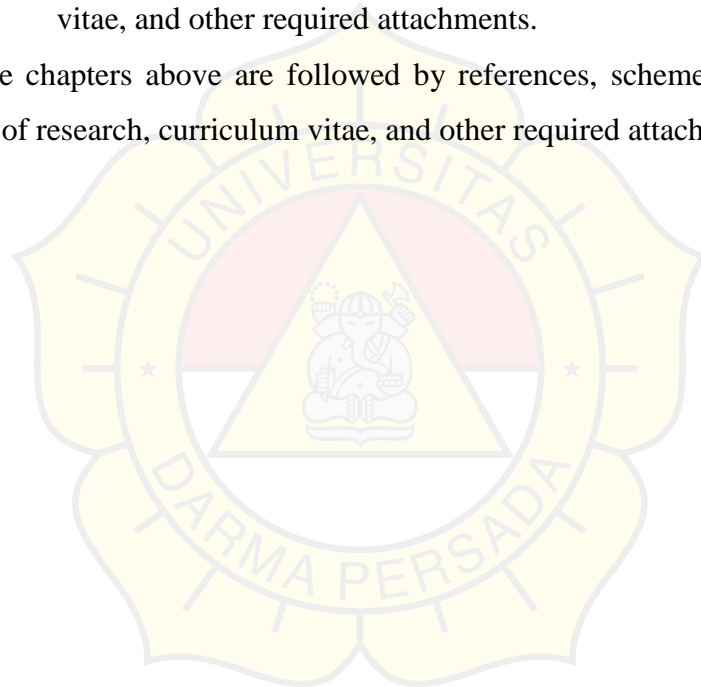 vitae, and other required attachments.
e chapters above are followed by references, scheme
of research, curriculum vitae, and other required attach
UNIVERSITAS
DARMA PERSADA